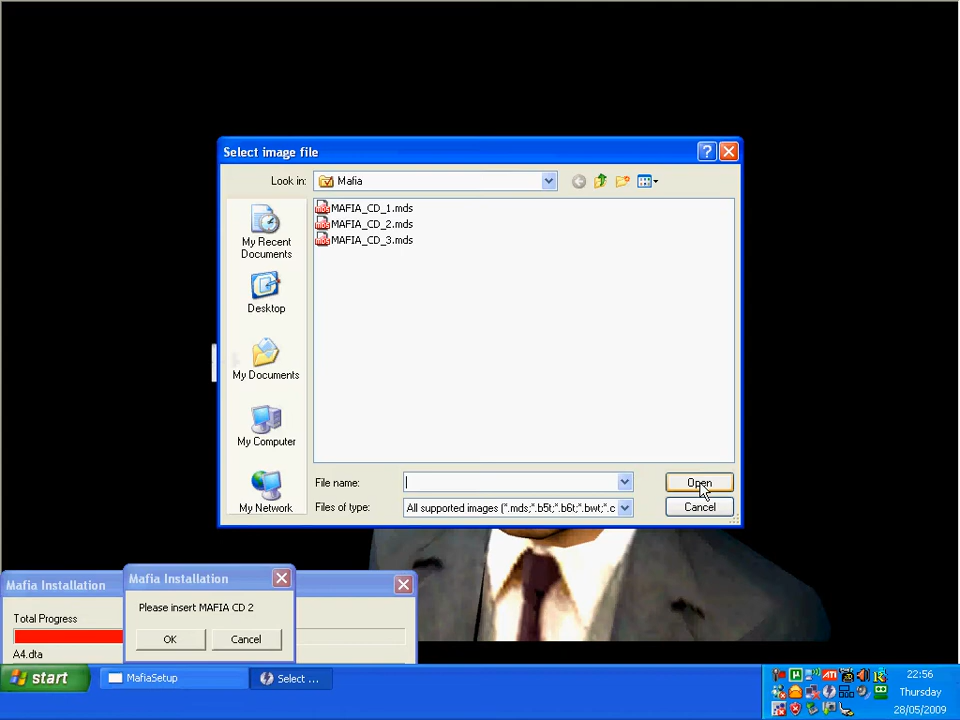 Select image file
Look in: Mafia
MAFIA_CD_1.mds
MAFIA_CD_2.mds
MAFIA_CD_3.mds
My Recent
Documents
Desktop
My Documents
My Computer
My Network
File name:
Open
Files of type: All supported images (*.mds;*.b5t;*.b6t;*.bwt;*.c
Cancel
Mafia Installation
Total Progress
A4.dta
Mafia Installation
Please insert MAFIA CD 2
OK Cancel
start MafiaSetup Select ...
22:56
Thursday
28/05/2009